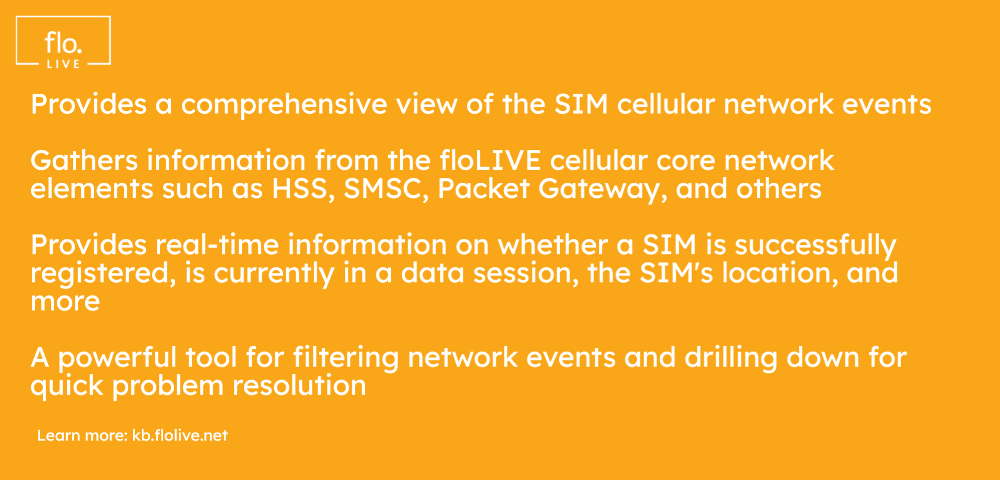 flo.
LIVE
Provides a comprehensive view of the SIM cellular network events
Gathers information from the floLIVE cellular core network
elements such as HSS, SMSC, Packet Gateway, and others
Provides real-time information on whether a SIM is successfully
registered, is currently in a data session, the SIM's location, and
more
A powerful tool for filtering network events and drilling down for
quick problem resolution
Learn more: kb.flolive.net